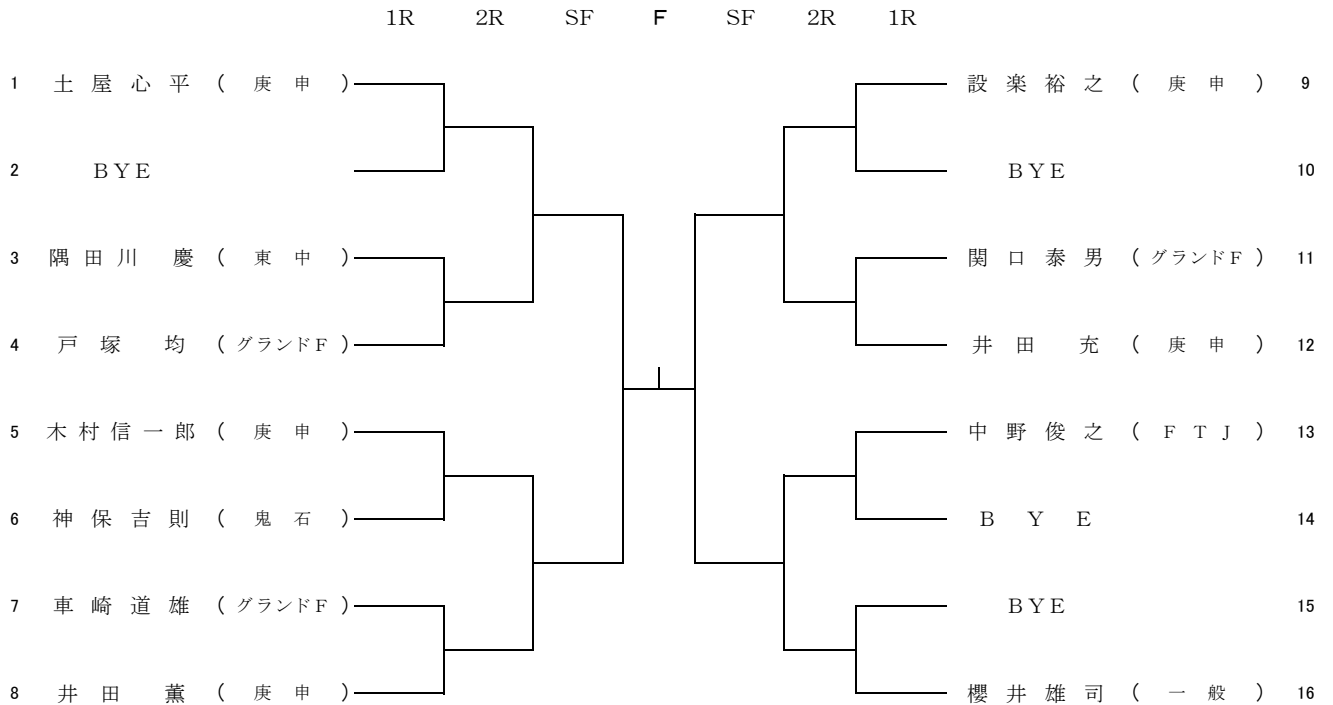 1R 2R SF F SF 2R 1R
1 土屋心平 ( 庚申 ) 設楽裕之 ( 庚申 ) 9
2 BYE BYE 10
3 隅田川 慶 ( 東中 ) 関口泰男 ( グランドF ) 11
4 戸塚 均 ( グランドF ) 井田 充 ( 庚申 ) 12
5 木村信一郎 ( 庚申 ) 中野俊之 ( FTJ ) 13
6 神保吉則 ( 鬼石 ) BYE 14
7 車崎道雄 ( グランドF ) BYE 15
8 井田 薫 ( 庚申 ) 櫻井雄司 ( 一般 ) 16